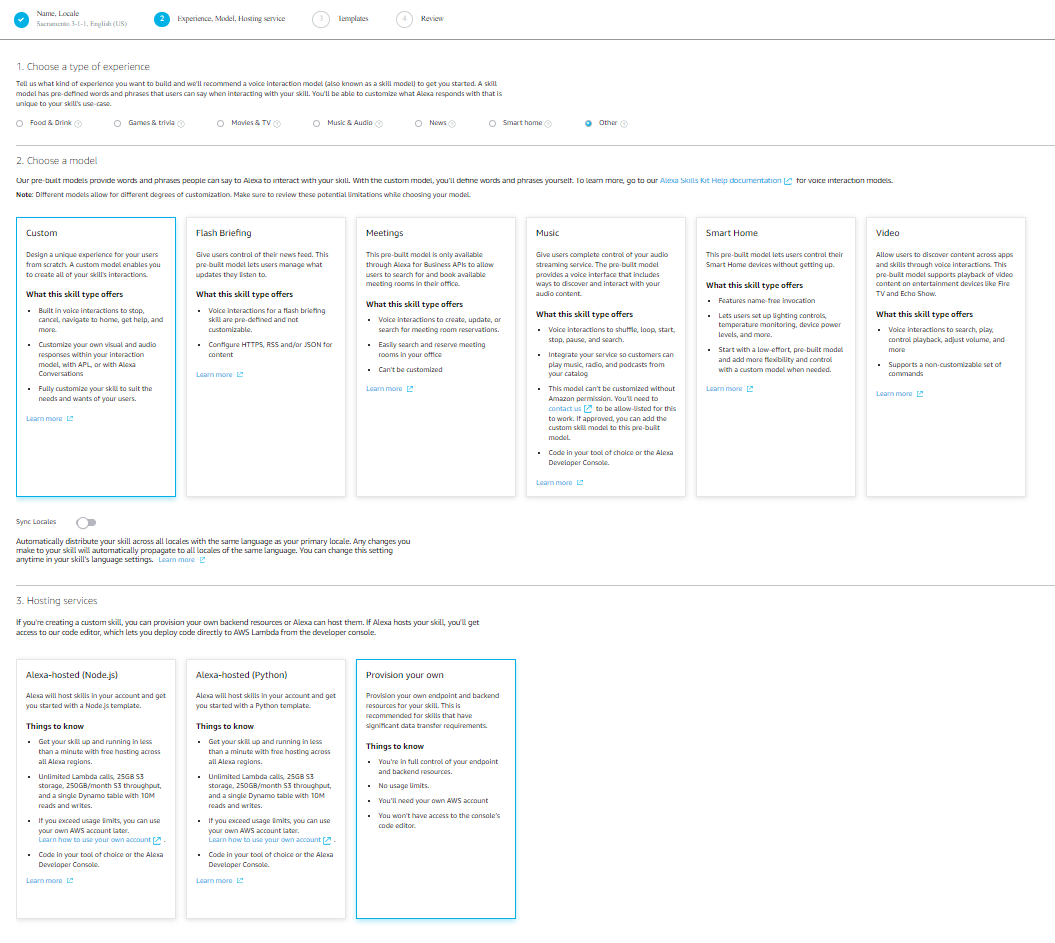 Name, Locale
Sacramento 3-1-1, English (US)
2
Experience, Model, Hosting service
3
Templates
4
Review
1. Choose a type of experience
Tell us what kind of experience you want to build and we'll recommend a voice interaction model (also known as a skill model) to get you started. A skill
model has pre-defined words and phrases that users can say when interacting with your skill. You'll be able to customize what Alexa responds with that is
unique to your skill's use-case.
Food & Drink ?
Games & trivia ?
Movies & TV ?
Music & Audio ?
News ?
Smart home ?
Other ?
2. Choose a model
Our pre-built models provide words and phrases people can say to Alexa to interact with your skill. With the custom model, you'll define words and phrases yourself. To learn more, go to our Alexa Skills Kit Help documentation for voice interaction models.
Note: Different models allow for different degrees of customization. Make sure to review these potential limitations while choosing your model.
Custom
Design a unique experience for your users
from scratch. A custom model enables you
to create all of your skill's interactions.
What this skill type offers
• Built in voice interactions to stop,
cancel, navigate to home, get help, and
more.
• Customize your own visual and audio
responses within your interaction
model, with APL, or with Alexa
Conversations
• Fully customize your skill to suit the
needs and wants of your users.
Learn more
Flash Briefing
Give users control of their news feed. This
pre-built model lets users manage what
updates they listen to.
What this skill type offers
• Voice interactions for a flash briefing
skill are pre-defined and not
customizable.
• Configure HTTPS, RSS and/or JSON for
content
Learn more
Meetings
This pre-built model is only available
through Alexa for Business APIs to allow
users to search for and book available
meeting rooms in their office.
What this skill type offers
• Voice interactions to create, update, or
search for meeting room reservations.
• Easily search and reserve meeting
rooms in your office
• Can't be customized
Learn more
Music
Give users complete control of your audio
streaming service. The pre-built model
provides a voice interface that includes
ways to discover and interact with your
audio content.
What this skill type offers
• Voice interactions to shuffle, loop, start,
stop, pause, and search.
• Integrate your service so customers can
play music, radio, and podcasts from
your catalog
• This model can't be customized without
Amazon permission. You'll need to
contact us to be allow-listed for this
to work. If approved, you can add the
custom skill model to this pre-built
model.
• Code in your tool of choice or the Alexa
Developer Console.
Learn more
Smart Home
This pre-built model lets users control their
Smart Home devices without getting up.
What this skill type offers
• Features name-free invocation
• Lets users set up lighting controls,
temperature monitoring, device power
levels, and more.
• Start with a low-effort, pre-built model
and add more flexibility and control
with a custom model when needed.
Learn more
Video
Allow users to discover content across apps
and skills through voice interactions. This
pre-built model supports playback of video
content on entertainment devices like Fire
TV and Echo Show.
What this skill type offers
• Voice interactions to search, play,
control playback, adjust volume, and
more
• Supports a non-customizable set of
commands
Learn more
Sync Locales
Automatically distribute your skill across all locales with the same language as your primary locale. Any changes you
make to your skill will automatically propagate to all locales of the same language. You can change this setting
anytime in your skill's language settings. Learn more
3. Hosting services
If you're creating a custom skill, you can provision your own backend resources or Alexa can host them. If Alexa hosts your skill, you'll get
access to our code editor, which lets you deploy code directly to AWS Lambda from the developer console.
Alexa-hosted (Node.js)
Alexa will host skills in your account and get
you started with a Node.js template.
Things to know
• Get your skill up and running in less
than a minute with free hosting across
all Alexa regions.
• Unlimited Lambda calls, 25GB S3
storage, 250GB/month S3 throughput,
and a single Dynamo table with 10M
reads and writes.
• If you exceed usage limits, you can use
your own AWS account later.
Learn how to use your own account .
• Code in your tool of choice or the Alexa
Developer Console.
Learn more
Alexa-hosted (Python)
Alexa will host skills in your account and get
you started with a Python template.
Things to know
• Get your skill up and running in less
than a minute with free hosting across
all Alexa regions.
• Unlimited Lambda calls, 25GB S3
storage, 250GB/month S3 throughput,
and a single Dynamo table with 10M
reads and writes.
• If you exceed usage limits, you can use
your own AWS account later.
Learn how to use your own account .
• Code in your tool of choice or the Alexa
Developer Console.
Learn more
Provision your own
Provision your own endpoint and backend
resources for your skill. This is
recommended for skills that have
significant data transfer requirements.
Things to know
• You're in full control of your endpoint
and backend resources.
• No usage limits.
• You'll need your own AWS account
• You won't have access to the console's
code editor.